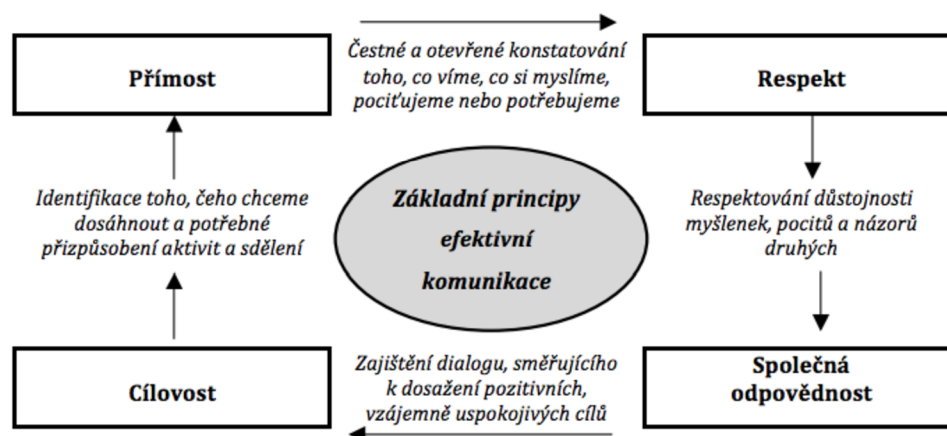 Přímost
Čestné a otevřené konstatování
toho, co víme, co si myslíme,
pociťujeme nebo potřebujeme
Respekt
Identifikace toho, čeho chceme
dosáhnout a potřebné
přizpůsobení aktivit a sdělení
Základní principy
efektivní
komunikace
Respektování důstojnosti
myšlenek, pocitů a názorů
druhých
Cílovost
Zajištění dialogu, směřujícího
k dosažení pozitivních,
vzájemně uspokojivých cílů
Společná
odpovědnost